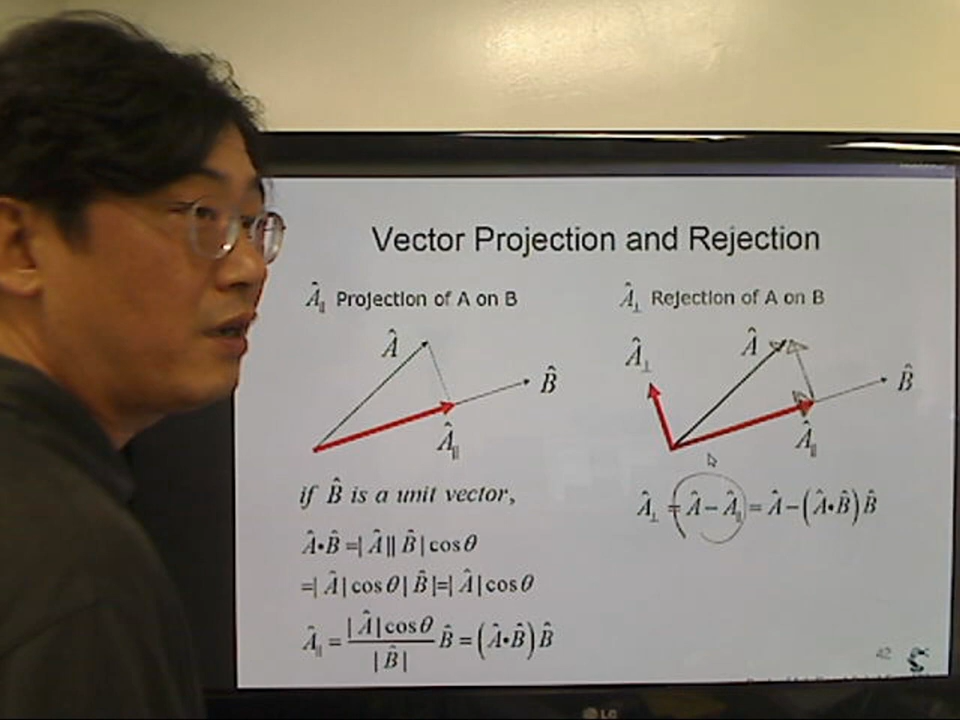 Vector Projection and Rejection
Â∥ Projection of A on B
Â⊥ Rejection of A on B
Â
B̂
Â∥
Â⊥
Â
B̂
Â∥
if B̂ is a unit vector,
Â•B̂ =| Â || B̂ | cosθ
=| Â | cosθ | B̂ |=| Â | cosθ
Â∥ = | Â | cosθ / | B̂ | B̂ = (Â•B̂) B̂
Â⊥ = Â − Â∥ = Â − (Â•B̂) B̂
42
LG